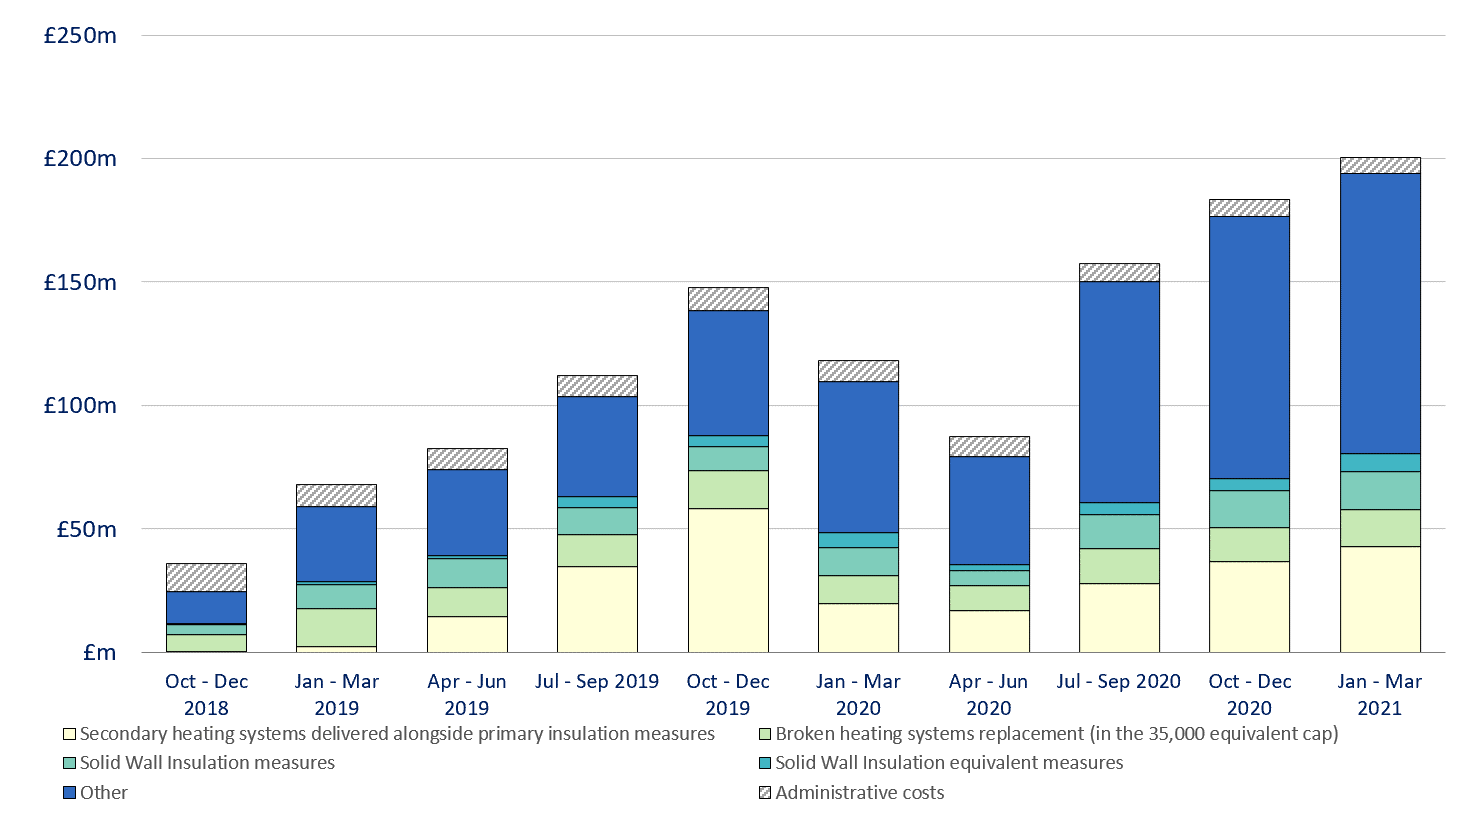 £250m
£200m
£150m
£100m
£50m
£m
Oct - Dec 2018
Jan - Mar 2019
Apr - Jun 2019
Jul - Sep 2019
Oct - Dec 2019
Jan - Mar 2020
Apr - Jun 2020
Jul - Sep 2020
Oct - Dec 2020
Jan - Mar 2021
Secondary heating systems delivered alongside primary insulation measures
Broken heating systems replacement (in the 35,000 equivalent cap)
Solid Wall Insulation measures
Solid Wall Insulation equivalent measures
Other
Administrative costs